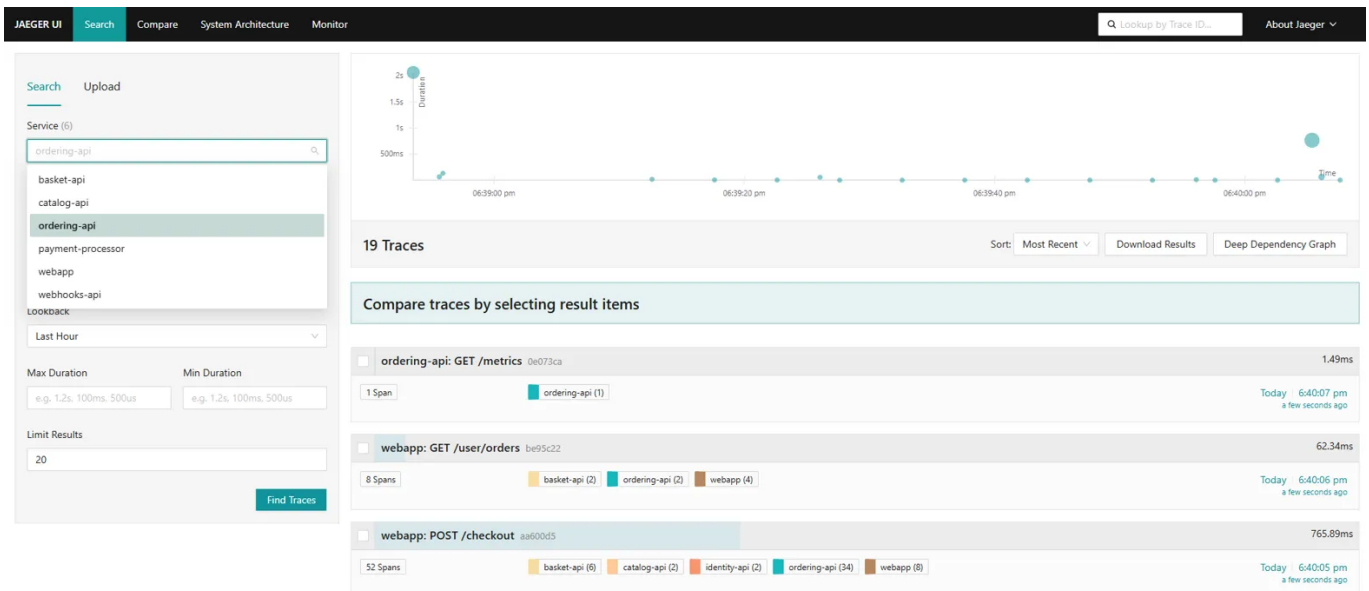 JAEGER UI Search Compare System Architecture Monitor Lookup by Trace ID... About Jaeger
Search Upload
Service (6)
ordering-api
basket-api
catalog-api
ordering-api
payment-processor
webapp
webhooks-api
Lookback
Last Hour
Max Duration Min Duration
e.g. 1.2s, 100ms, 500us e.g. 1.2s, 100ms, 500us
Limit Results
20
Find Traces
2s
1.5s
1s
500ms
Duration
Time
06:39:00 pm 06:39:20 pm 06:39:40 pm 06:40:00 pm
19 Traces Sort: Most Recent Download Results Deep Dependency Graph
Compare traces by selecting result items
ordering-api: GET /metrics 0e073ca 1.49ms
1 Span ordering-api (1) Today 6:40:07 pm
a few seconds ago
webapp: GET /user/orders be95c22 62.34ms
8 Spans basket-api (2) ordering-api (2) webapp (4) Today 6:40:06 pm
a few seconds ago
webapp: POST /checkout aa600d5 765.89ms
52 Spans basket-api (6) catalog-api (2) identity-api (2) ordering-api (34) webapp (8) Today 6:40:05 pm
a few seconds ago